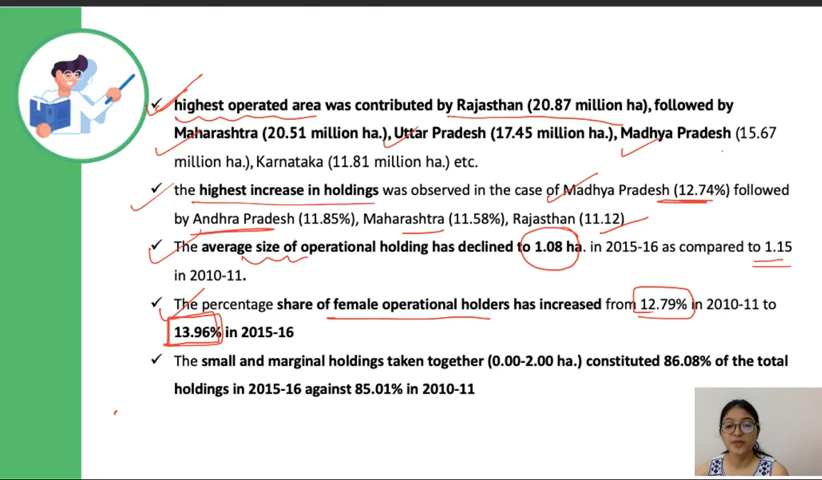 highest operated area was contributed by Rajasthan (20.87 million ha), followed by
Maharashtra (20.51 million ha.), Uttar Pradesh (17.45 million ha.), Madhya Pradesh (15.67
million ha.), Karnataka (11.81 million ha.) etc.
the highest increase in holdings was observed in the case of Madhya Pradesh (12.74%) followed
by Andhra Pradesh (11.85%), Maharashtra (11.58%), Rajasthan (11.12)
The average size of operational holding has declined to 1.08 ha. in 2015-16 as compared to 1.15
in 2010-11.
The percentage share of female operational holders has increased from 12.79% in 2010-11 to
13.96% in 2015-16
The small and marginal holdings taken together (0.00-2.00 ha.) constituted 86.08% of the total
holdings in 2015-16 against 85.01% in 2010-11